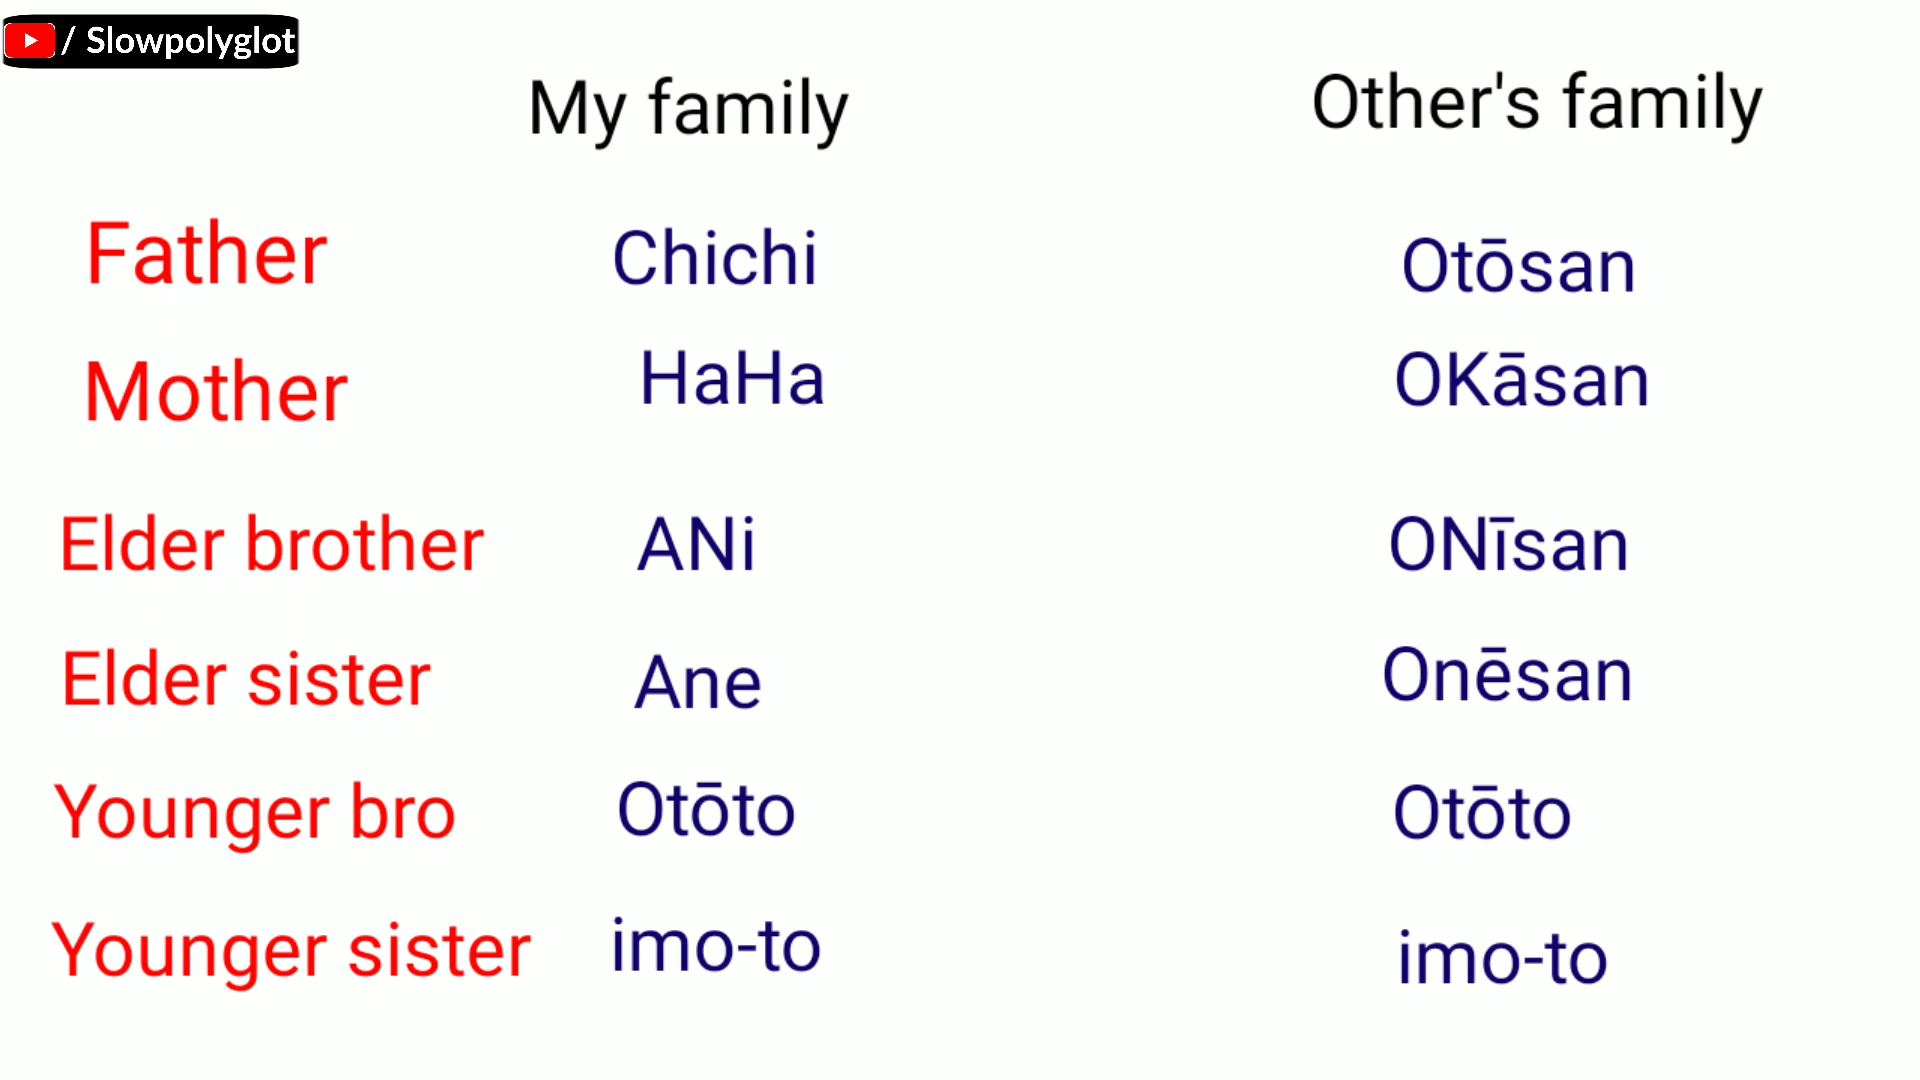 / Slowpolyglot
My family Other's family
Father Chichi Otōsan
Mother HaHa OKāsan
Elder brother ANi ONīsan
Elder sister Ane Onēsan
Younger bro Otōto Otōto
Younger sister imo-to imo-to